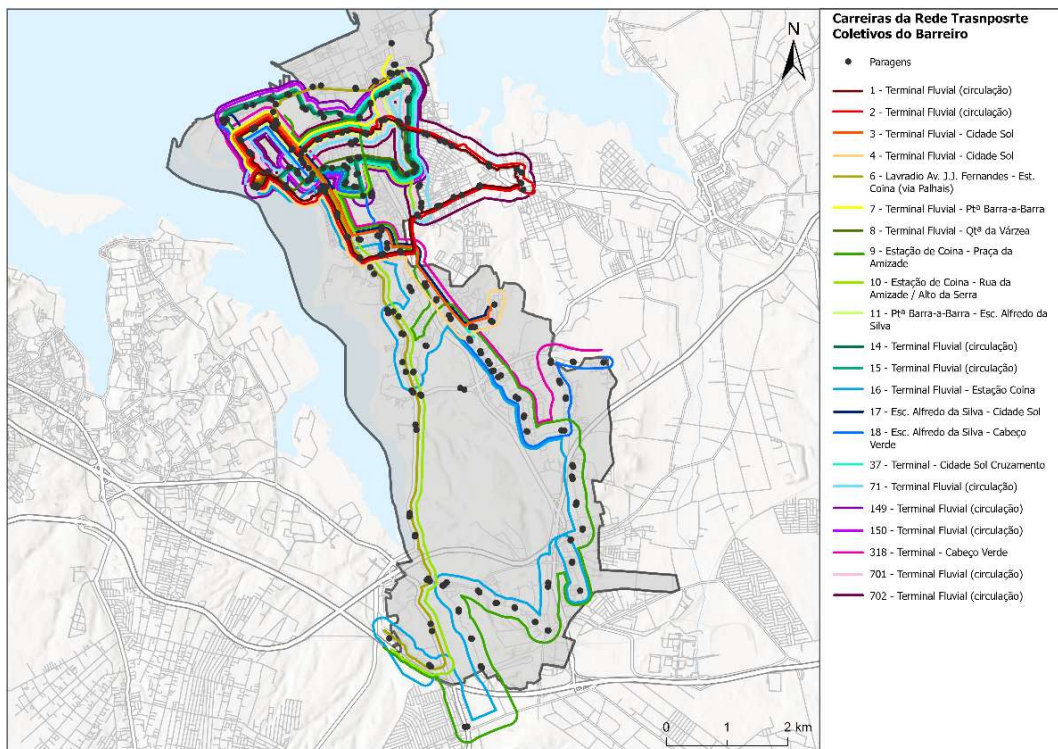 Carreiras da Rede Trasnposrte
Coletivos do Barreiro
Paragens
1 - Terminal Fluvial (circulação)
2 - Terminal Fluvial (circulação)
3 - Terminal Fluvial - Cidade Sol
4 - Terminal Fluvial - Cidade Sol
6 - Lavradio Av. J.J. Fernandes - Est.
Coina (via Palhais)
7 - Terminal Fluvial - Ptª Barra-a-Barra
8 - Terminal Fluvial - Qtª da Várzea
9 - Estação de Coina - Praça da
Amizade
10 - Estação de Coina - Rua da
Amizade / Alto da Serra
11 - Ptª Barra-a-Barra - Esc. Alfredo da
Silva
14 - Terminal Fluvial (circulação)
15 - Terminal Fluvial (circulação)
16 - Terminal Fluvial - Estação Coína
17 - Esc. Alfredo da Silva - Cidade Sol
18 - Esc. Alfredo da Silva - Cabeço
Verde
37 - Terminal - Cidade Sol Cruzamento
71 - Terminal Fluvial (circulação)
149 - Terminal Fluvial (circulação)
150 - Terminal Fluvial (circulação)
318 - Terminal - Cabeço Verde
701 - Terminal Fluvial (circulação)
702 - Terminal Fluvial (circulação)
N
0 1 2 km